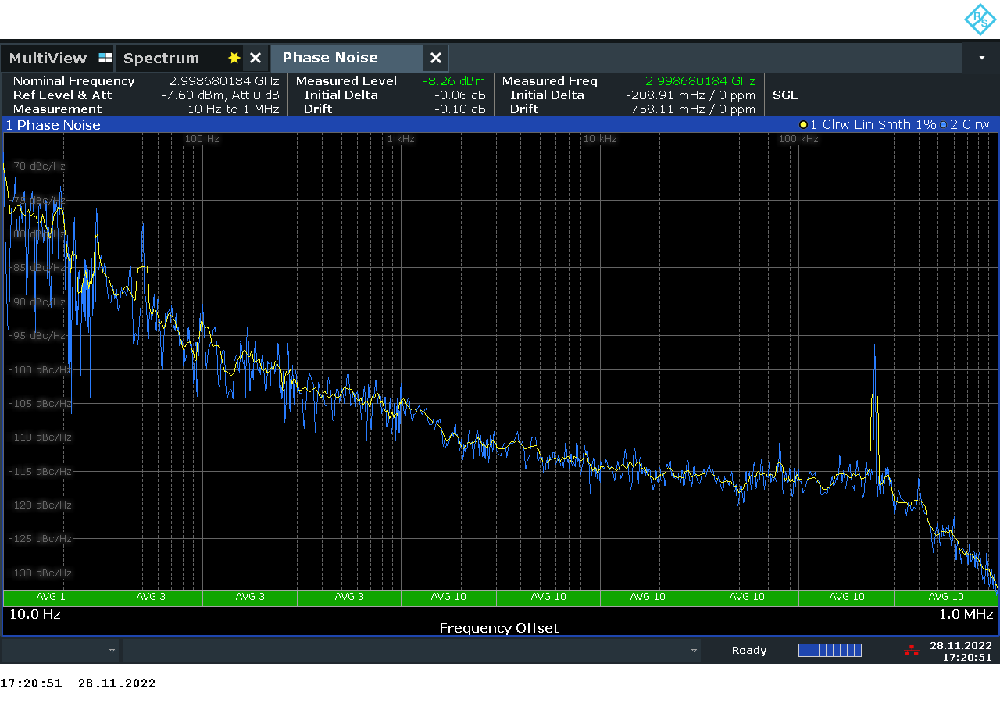 R S
MultiView Spectrum Phase Noise
Nominal Frequency 2.998680184 GHz Measured Level -8.26 dBm Measured Freq 2.998680184 GHz
Ref Level & Att -7.60 dBm, Att 0 dB Initial Delta -0.06 dB Initial Delta -208.91 mHz / 0 ppm SGL
Measurement 10 Hz to 1 MHz Drift -0.10 dB Drift 758.11 mHz / 0 ppm
1 Phase Noise 1 Clrw Lin Smth 1% 2 Clrw
100 Hz 1 kHz 10 kHz 100 kHz
-70 dBc/Hz
-75 dBc/Hz
-80 dBc/Hz
-85 dBc/Hz
-90 dBc/Hz
-95 dBc/Hz
-100 dBc/Hz
-105 dBc/Hz
-110 dBc/Hz
-115 dBc/Hz
-120 dBc/Hz
-125 dBc/Hz
-130 dBc/Hz
AVG 1 AVG 3 AVG 3 AVG 3 AVG 10 AVG 10 AVG 10 AVG 10 AVG 10 AVG 10
10.0 Hz 1.0 MHz
Frequency Offset
Ready 28.11.2022
17:20:51
17:20:51 28.11.2022